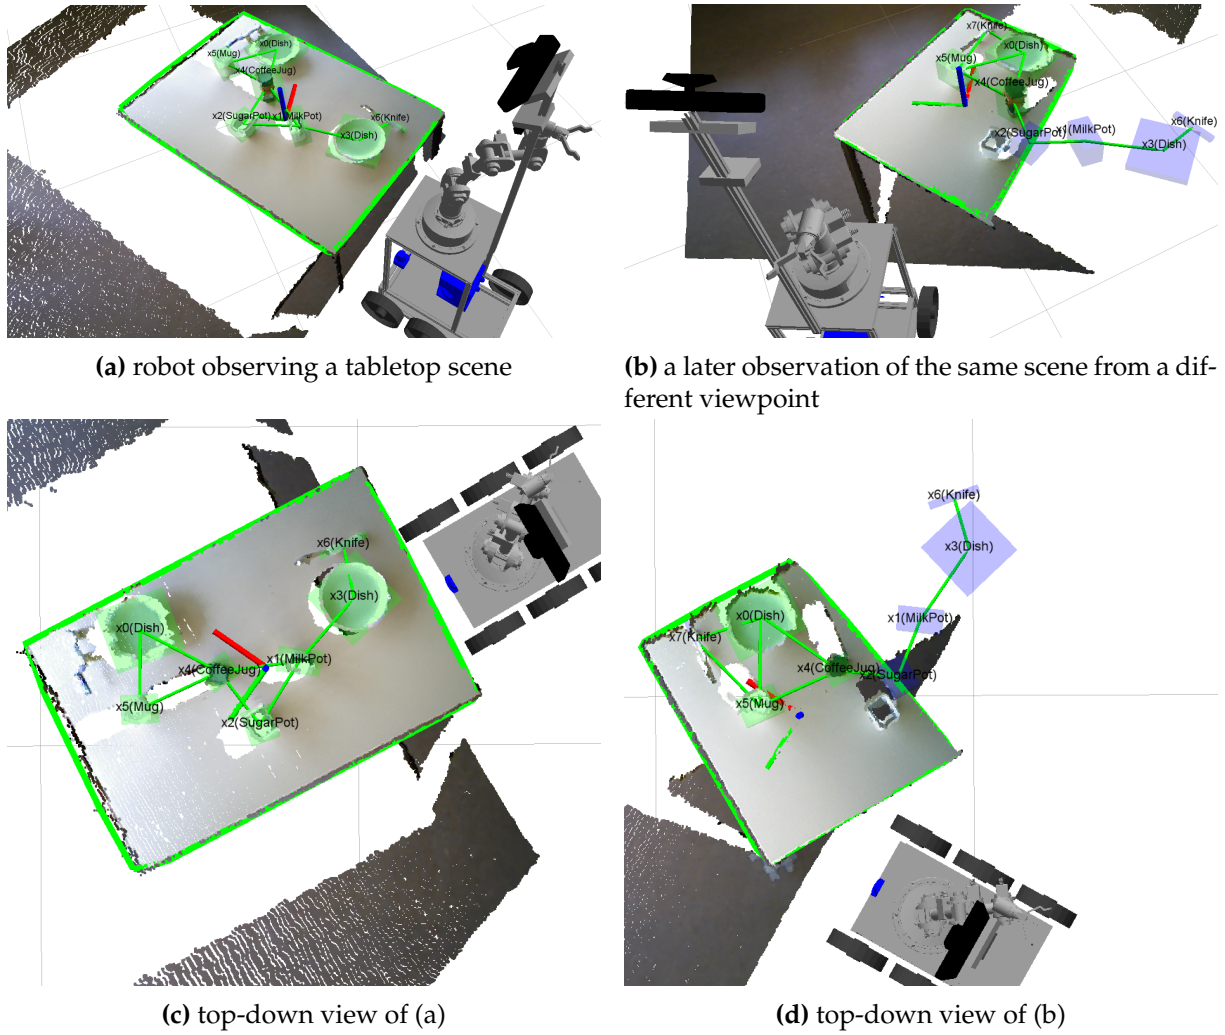 x0(Dish)
x5(Mug)
x4(CoffeeJug)
x2(SugarPot)
x1(MilkPot)
x6(Knife)
x3(Dish)
x7(Knife)
x0(Dish)
x5(Mug)
x4(CoffeeJug)
x2(SugarPot)
x1(MilkPot)
x6(Knife)
x3(Dish)
(a) robot observing a tabletop scene
(b) a later observation of the same scene from a dif-
ferent viewpoint
x6(Knife)
x3(Dish)
x0(Dish)
x1(MilkPot)
x4(CoffeeJug)
x5(Mug)
x2(SugarPot)
x6(Knife)
x3(Dish)
x0(Dish)
x1(MilkPot)
x7(Knife)
x4(CoffeeJug)
x2(SugarPot)
x5(Mug)
(c) top-down view of (a)
(d) top-down view of (b)